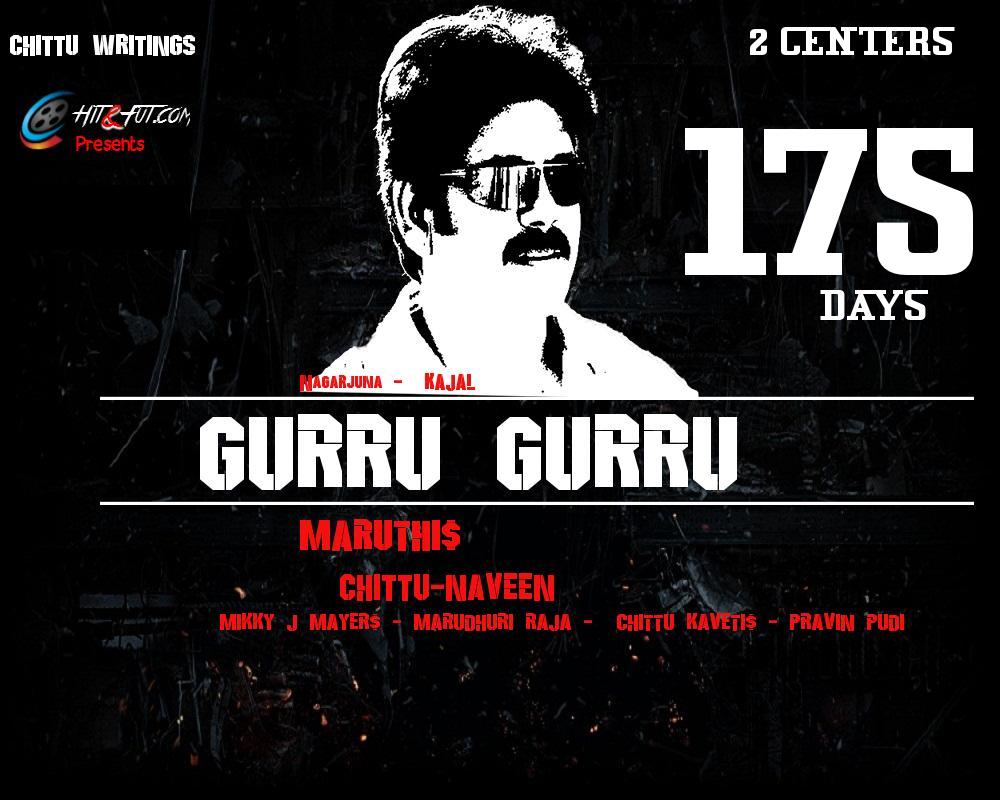 CHITTU WRITINGS
2 CENTERS
HIT&FUT.COM
Presents
175
DAYS
NAGARJUNA - KAJAL
GURRU GURRU
MARUTHIS
CHITTU-NAVEEN
MIKKY J MAYERS - MARUDHURI RAJA - CHITTU KAVETIS - PRAVIN PUDI